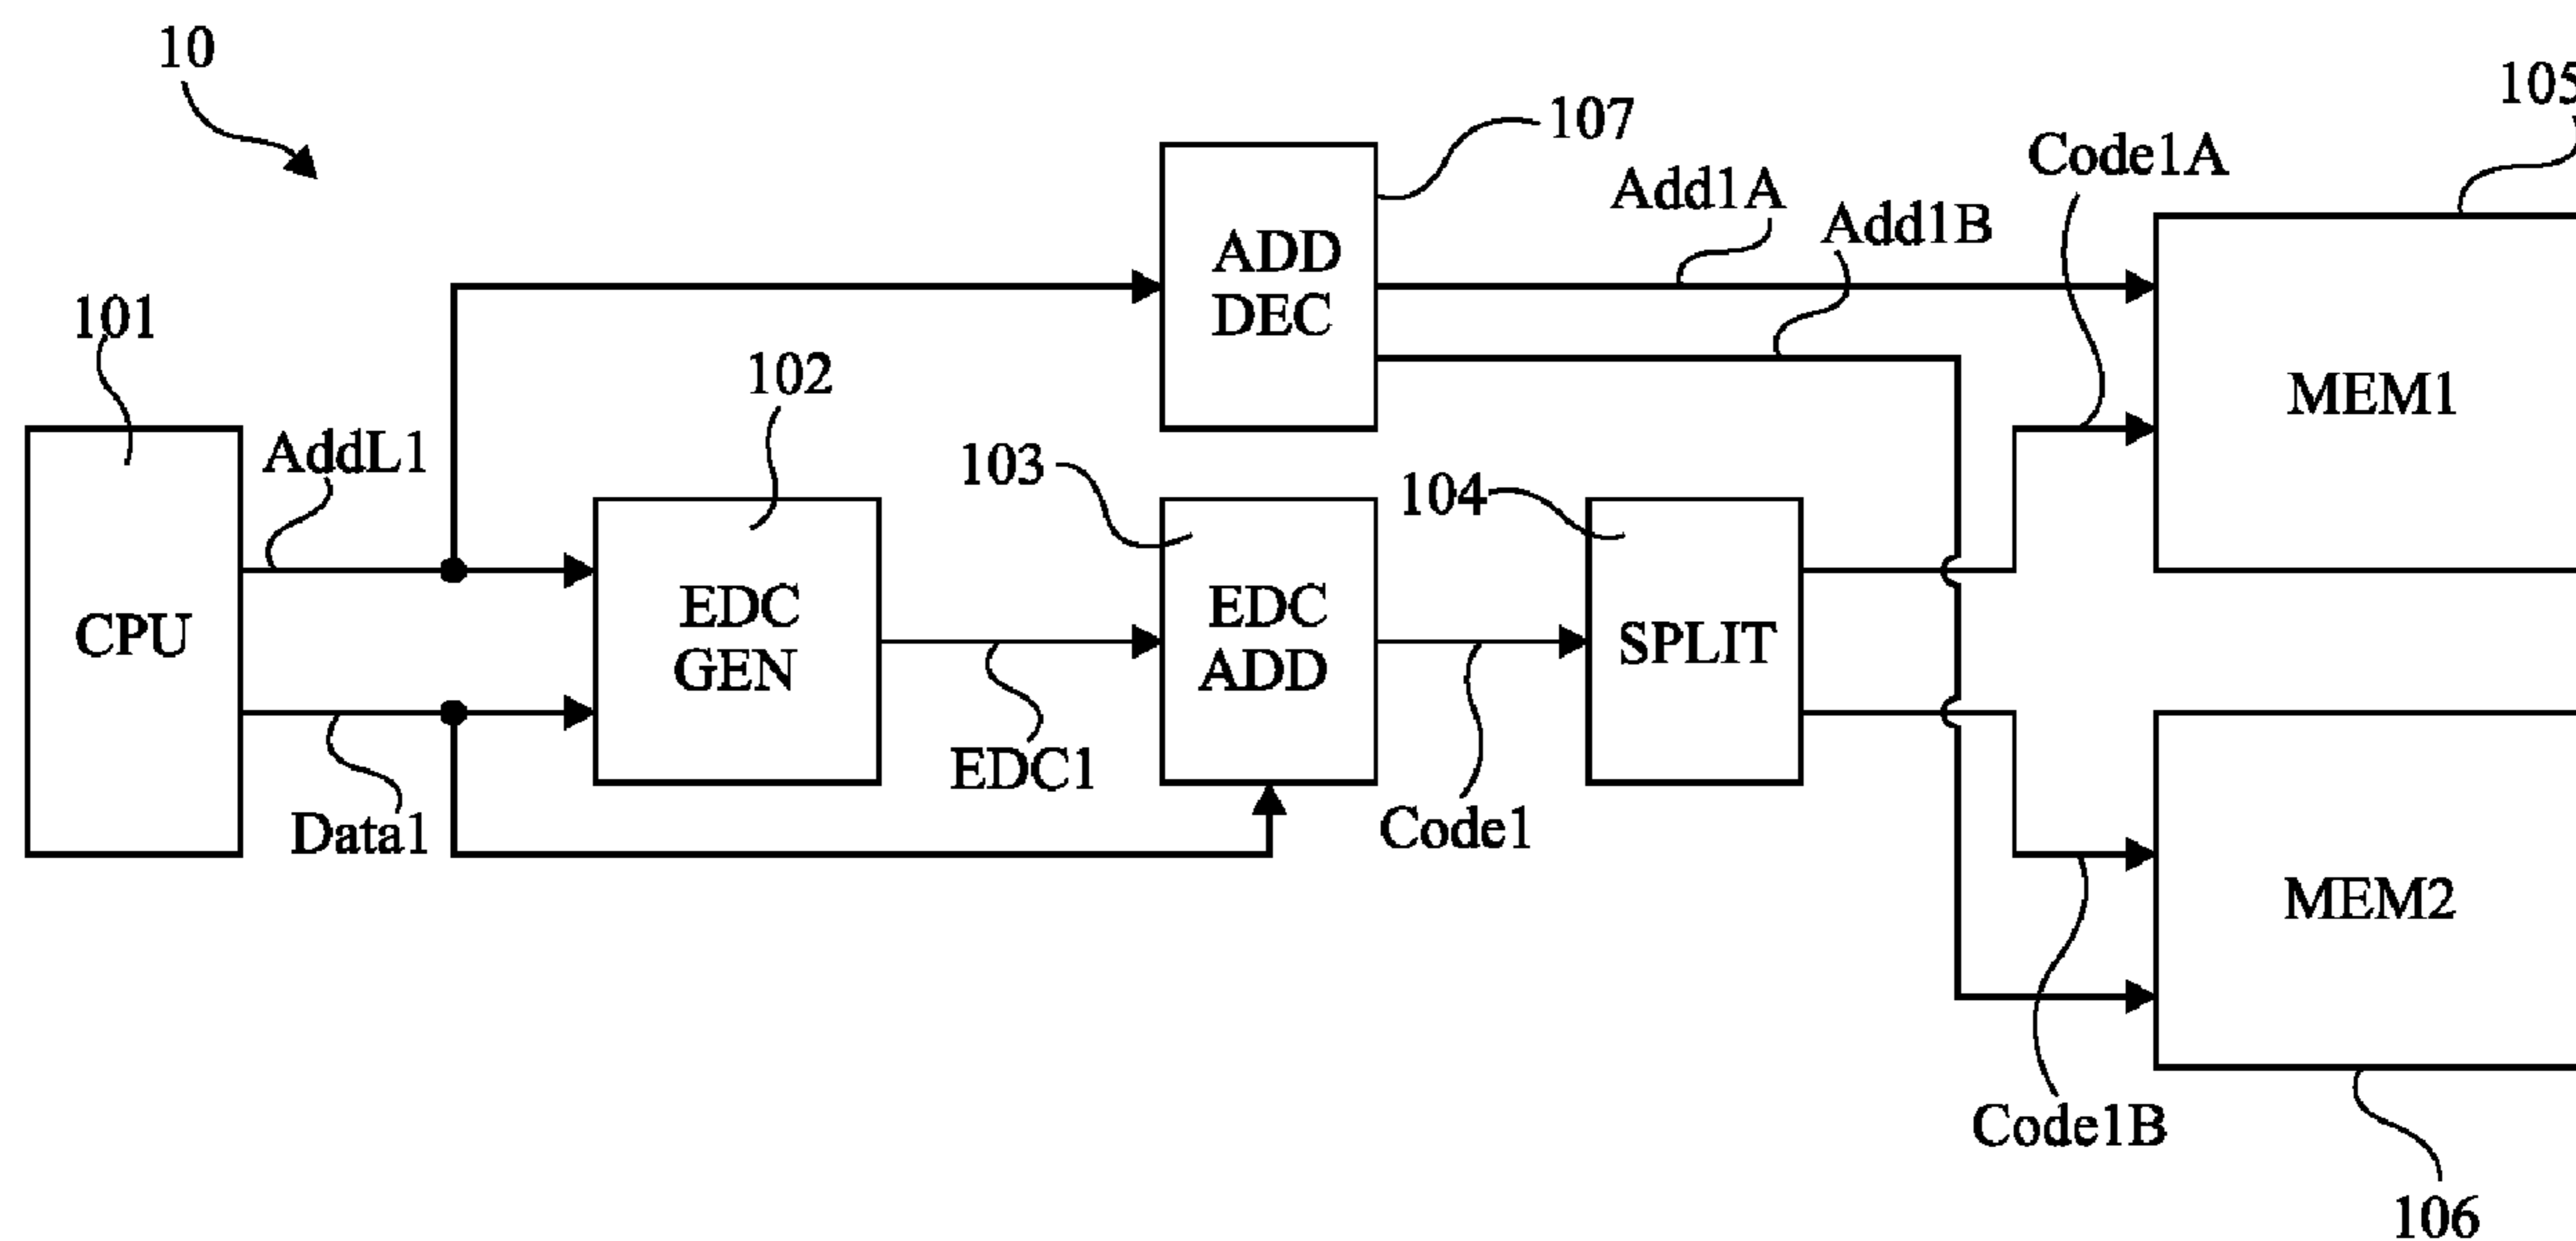 10
105
107
Code1A
Add1A
Add1B
ADD
DEC
101
102
MEM1
AddL1
103
104
EDC
GEN
EDC
ADD
CPU
SPLIT
EDC1
Data1
Code1
MEM2
Code1B
106